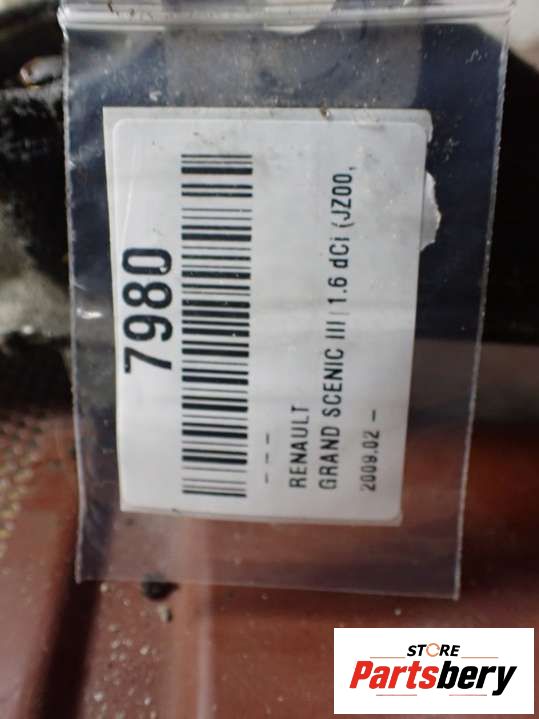 7980
- - -
RENAULT
GRAND SCENIC III | 1.6 dCi (JZ00,
2009.02 -
STORE
Partsbery